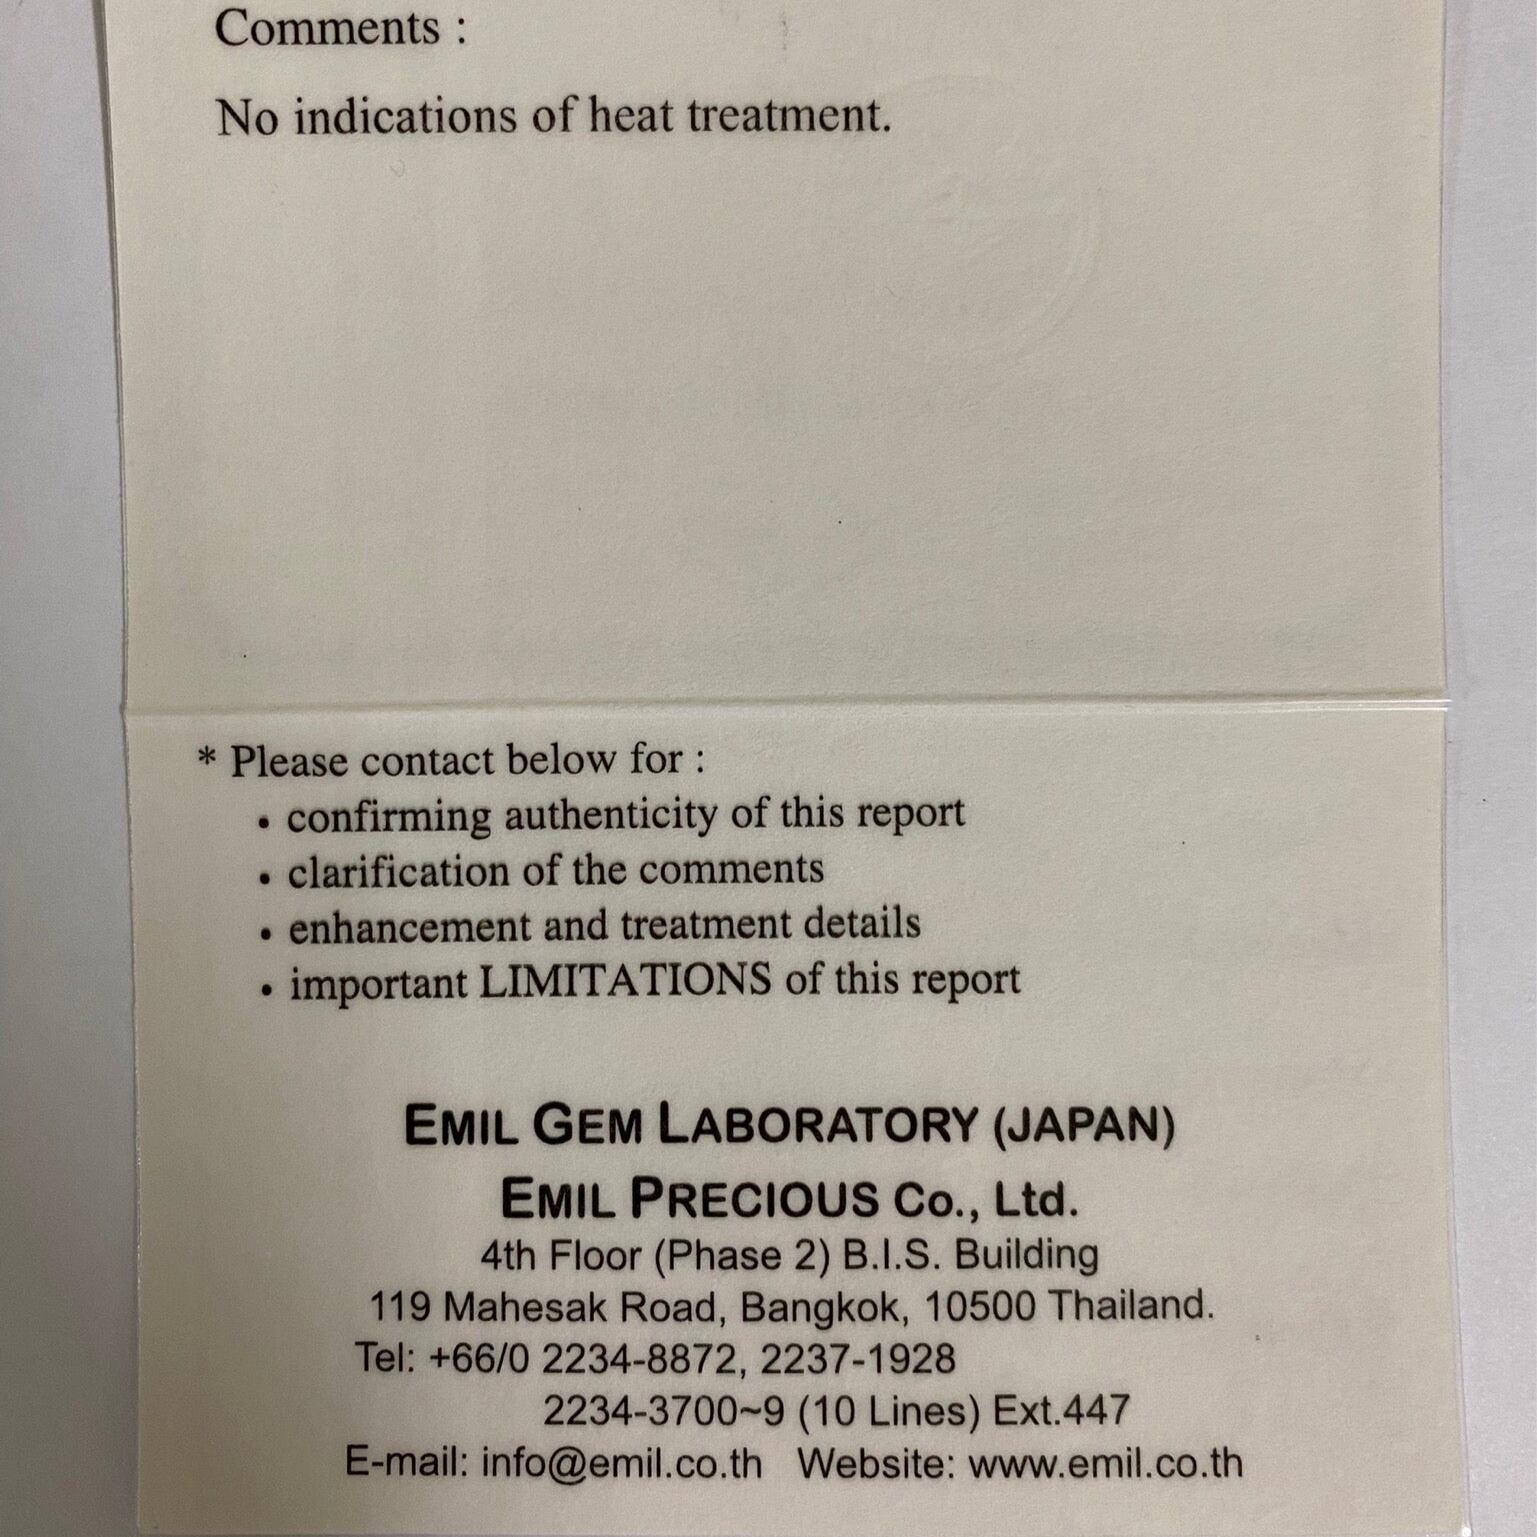 Comments :
No indications of heat treatment.
* Please contact below for :
• confirming authenticity of this report
• clarification of the comments
• enhancement and treatment details
• important LIMITATIONS of this report
EMIL GEM LABORATORY (JAPAN)
EMIL PRECIOUS Co., Ltd.
4th Floor (Phase 2) B.I.S. Building
119 Mahesak Road, Bangkok, 10500 Thailand.
Tel: +66/0 2234-8872, 2237-1928
2234-3700~9 (10 Lines) Ext.447
E-mail: info@emil.co.th Website: www.emil.co.th